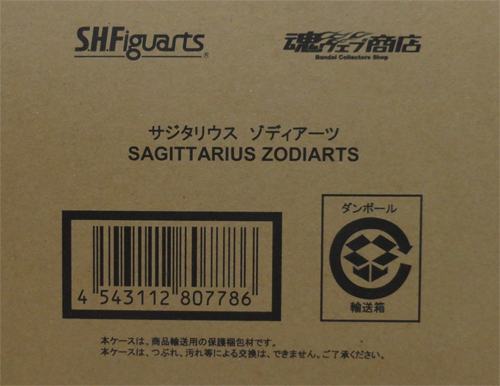 S.H.Figuarts®
魂ウェブ商店
Bandai Collectors Shop
サジタリウス ゾディアーツ
SAGITTARIUS ZODIARTS
4 543112 807786
ダンボール
輸送箱
本ケースは、商品輸送用の保護梱包材です。
本ケースは、つぶれ、汚れ等による交換は、できません。ご了承ください。